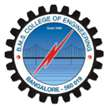 B.M.S. COLLEGE OF ENGINEERING
BANGALORE - 560 019